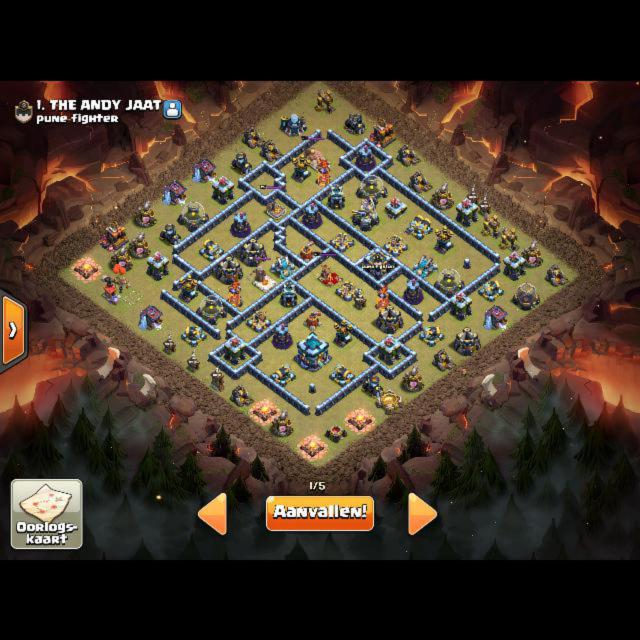 1. THE ANDY JAAT
pune fighter
1/5
Aanvallen!
Oorlogs-
kaart